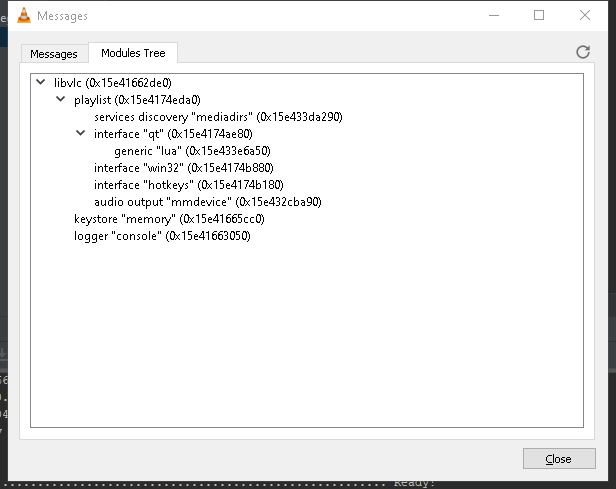 Messages
Messages
Modules Tree
libvlc (0x15e41662de0)
playlist (0x15e4174eda0)
services discovery "mediadirs" (0x15e433da290)
interface "qt" (0x15e4174ae80)
generic "lua" (0x15e433e6a50)
interface "win32" (0x15e4174b880)
interface "hotkeys" (0x15e4174b180)
audio output "mmdevice" (0x15e432cba90)
keystore "memory" (0x15e41665cc0)
logger "console" (0x15e41663050)
Close
Ready!